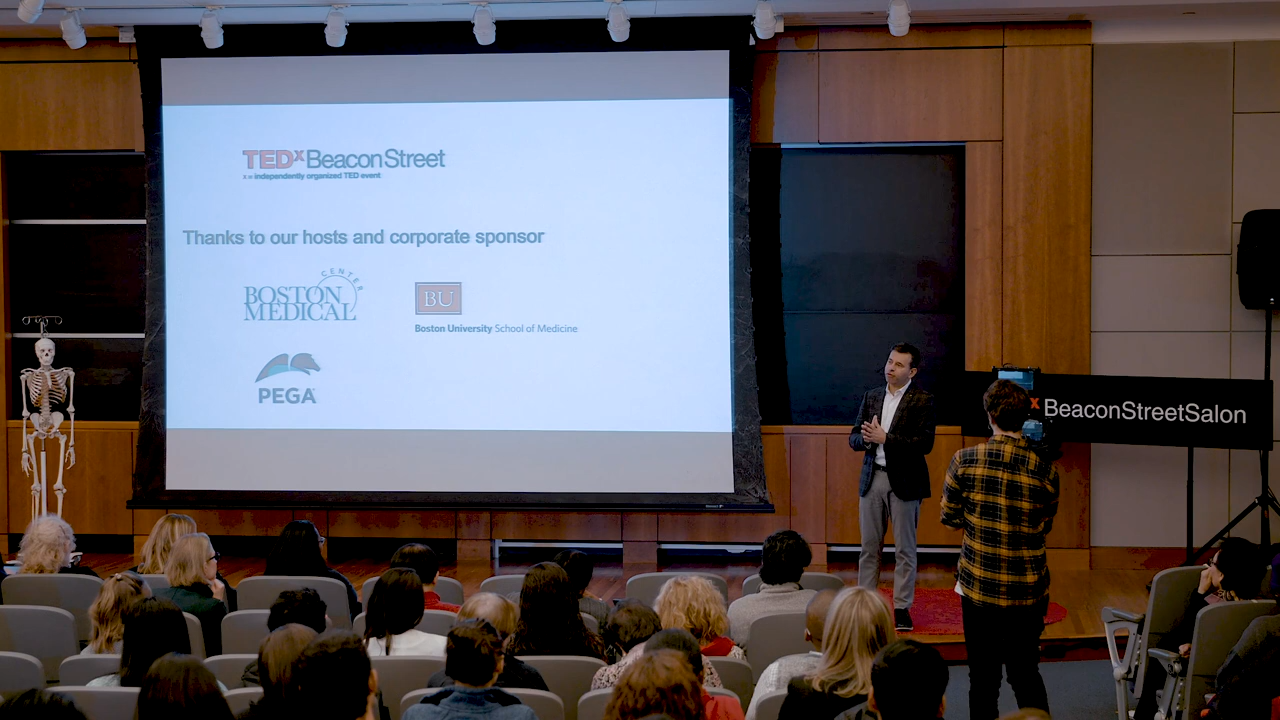 TEDxBeaconStreet
x = independently organized TED event
Thanks to our hosts and corporate sponsor
BOSTON
MEDICAL
CENTER
BU
Boston University School of Medicine
PEGA
x BeaconStreetSalon